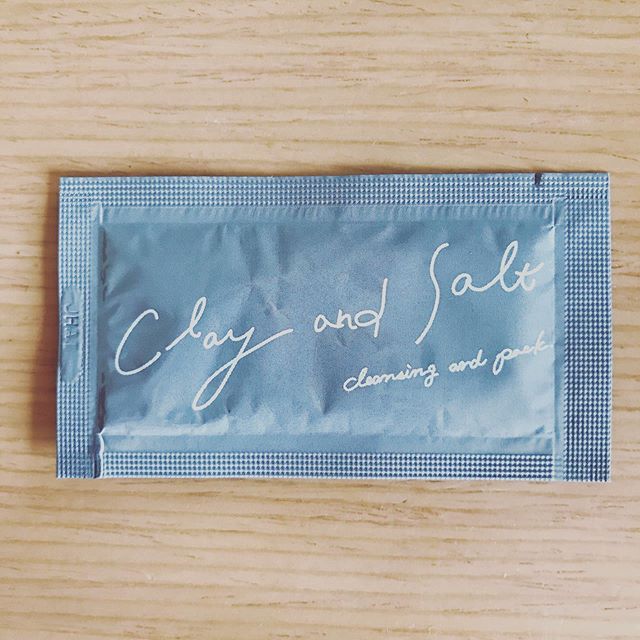 Clay and Salt
cleansing and pack